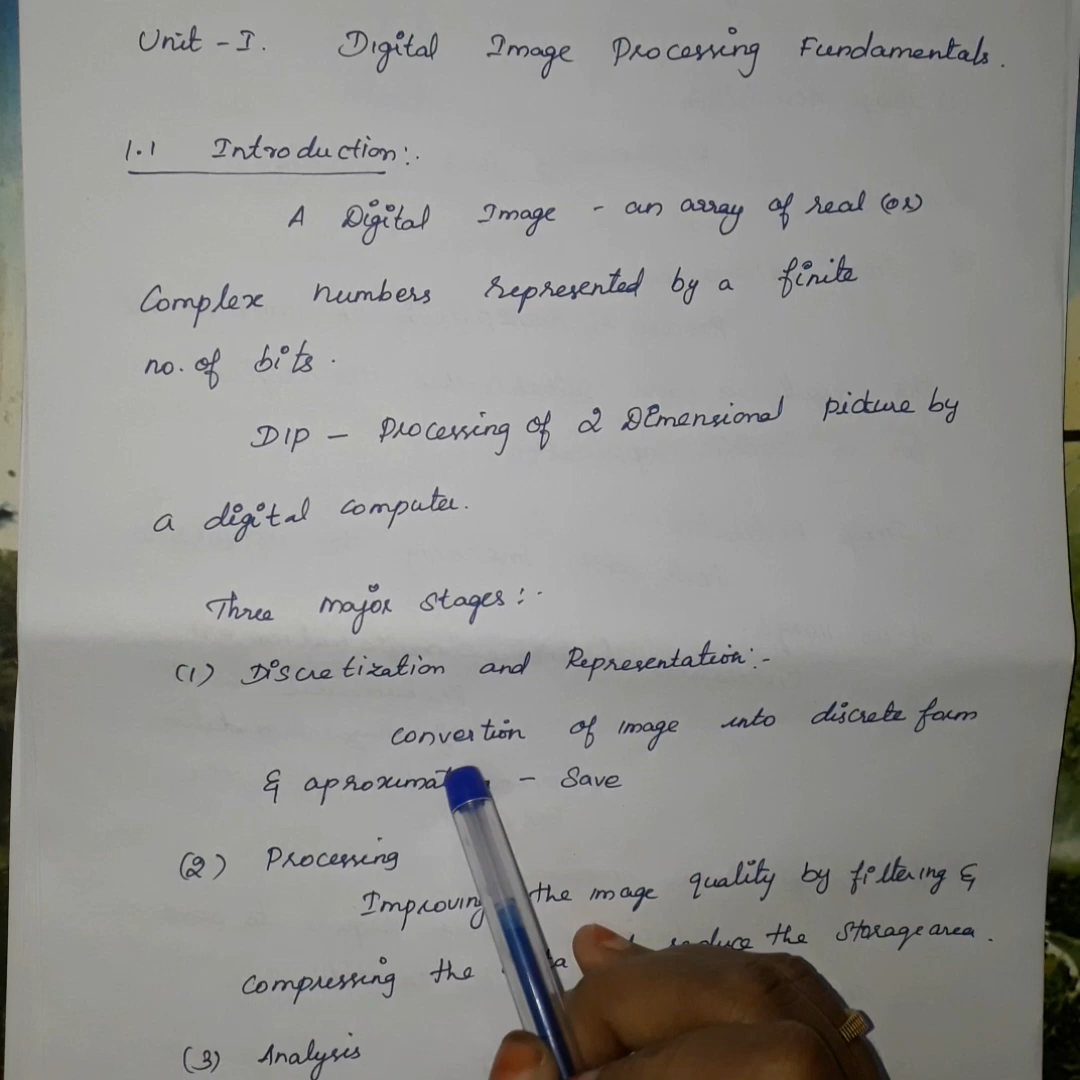 Unit - I. Digital Image Processing Fundamentals.
1.1 Introduction:.
A Digital Image - an array of real (or)
Complex numbers represented by a finite
no. of bits.
DIP - Processing of 2 Dimensional picture by
a digital computer.
Three major stages:-
(1) Discretization and Representation:-
Convertion of image into discrete form
& - Save
(2) Processing
Improving the image quality by filtering &
compressing the reduce the storage area.
(3) Analysis